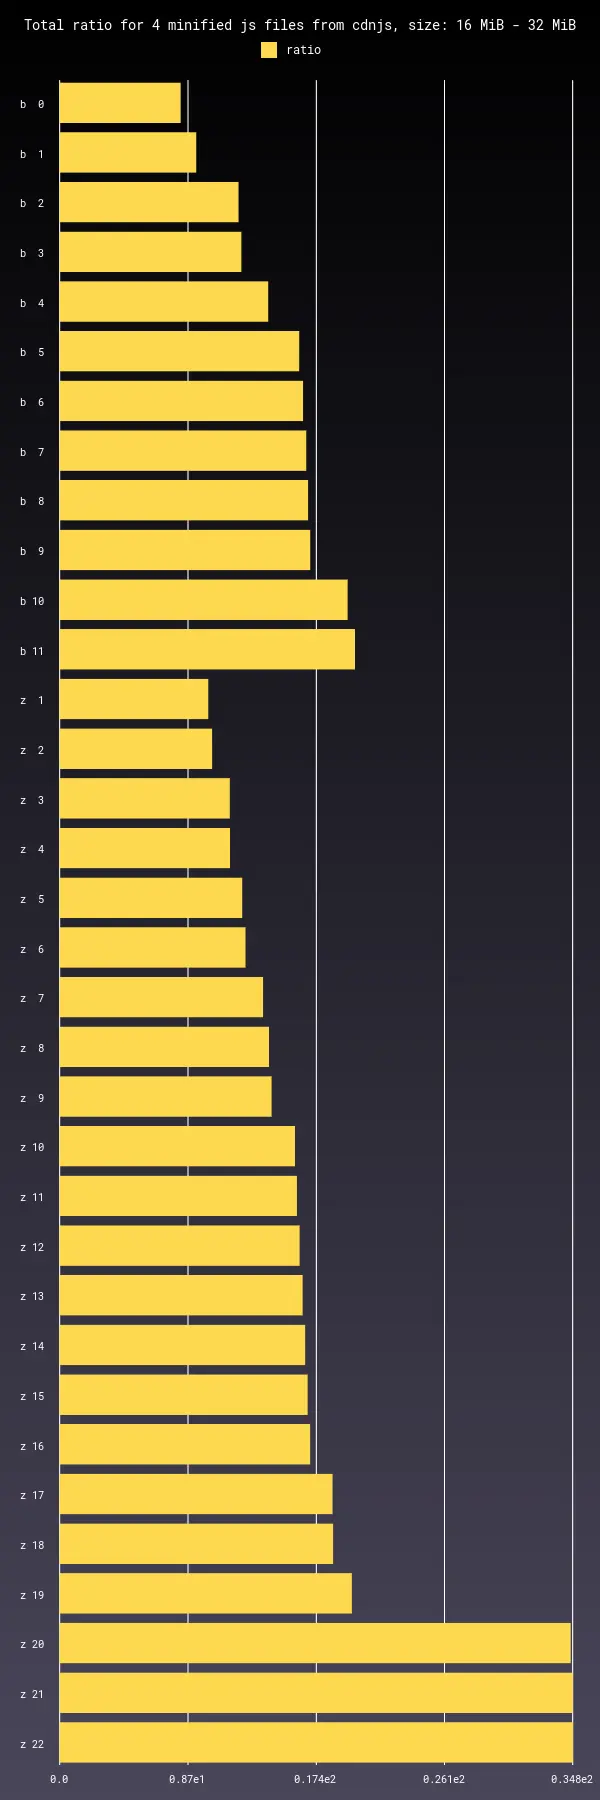 Total ratio for 4 minified js files from cdnjs, size: 16 MiB - 32 MiB
ratio
b  0
b  1
b  2
b  3
b  4
b  5
b  6
b  7
b  8
b  9
b 10
b 11
z  1
z  2
z  3
z  4
z  5
z  6
z  7
z  8
z  9
z 10
z 11
z 12
z 13
z 14
z 15
z 16
z 17
z 18
z 19
z 20
z 21
z 22
0.0 0.87e1 0.174e2 0.261e2 0.348e2